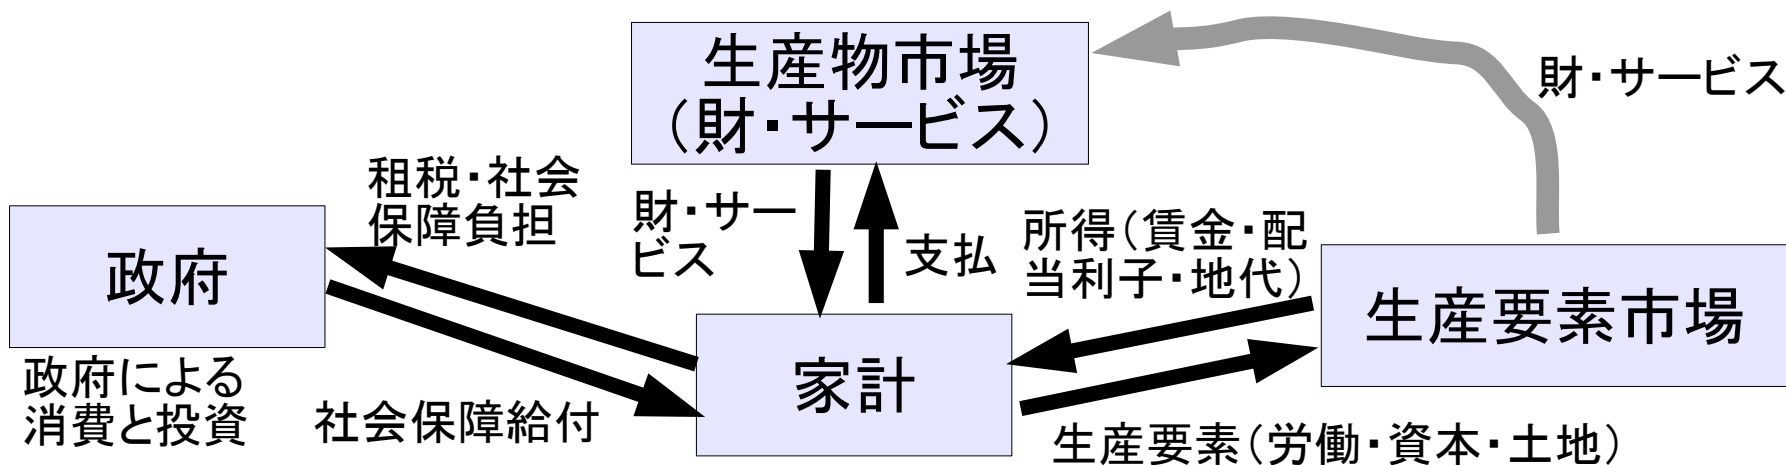 生産物市場
（財・サービス）
財・サービス
租税・社会
保障負担
財・サー
ビス
支払
所得（賃金・配
当利子・地代）
政府
生産要素市場
政府による
消費と投資
家計
社会保障給付
生産要素（労働・資本・土地）